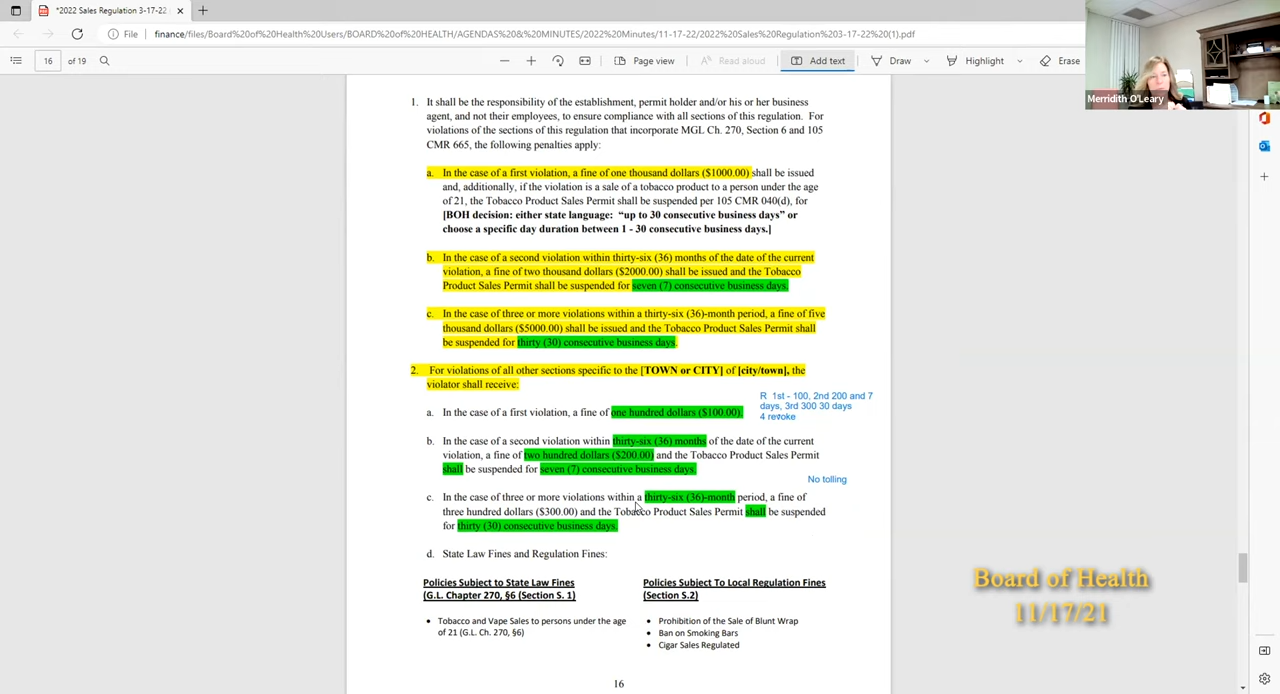 *2022 Sales Regulation 3-17-22
File
finance/files/Board%20of%20Health%20Users/BOARD%20of%20HEALTH/AGENDAS%20&%20MINUTES/2022%20Minutes/11-17-22/2022%20Sales%20Regulation%203-17-22%20(1).pdf
16 of 19
Page view
Read aloud
Add text
Draw
Highlight
Erase
Merridith O'Leary
1. It shall be the responsibility of the establishment, permit holder and/or his or her business
agent, and not their employees, to ensure compliance with all sections of this regulation. For
violations of the sections of this regulation that incorporate MGL Ch. 270, Section 6 and 105
CMR 665, the following penalties apply:
a. In the case of a first violation, a fine of one thousand dollars ($1000.00) shall be issued
and, additionally, if the violation is a sale of a tobacco product to a person under the age
of 21, the Tobacco Product Sales Permit shall be suspended per 105 CMR 040(d), for
[BOH decision: either state language: “up to 30 consecutive business days” or
choose a specific day duration between 1 - 30 consecutive business days.]
b. In the case of a second violation within thirty-six (36) months of the date of the current
violation, a fine of two thousand dollars ($2000.00) shall be issued and the Tobacco
Product Sales Permit shall be suspended for seven (7) consecutive business days.
c. In the case of three or more violations within a thirty-six (36)-month period, a fine of five
thousand dollars ($5000.00) shall be issued and the Tobacco Product Sales Permit shall
be suspended for thirty (30) consecutive business days.
2. For violations of all other sections specific to the [TOWN or CITY] of [city/town], the
violator shall receive:
R 1st - 100, 2nd 200 and 7
days, 3rd 300 30 days
4 revoke
a. In the case of a first violation, a fine of one hundred dollars ($100.00).
b. In the case of a second violation within thirty-six (36) months of the date of the current
violation, a fine of two hundred dollars ($200.00) and the Tobacco Product Sales Permit
shall be suspended for seven (7) consecutive business days.
No tolling
c. In the case of three or more violations within a thirty-six (36)-month period, a fine of
three hundred dollars ($300.00) and the Tobacco Product Sales Permit shall be suspended
for thirty (30) consecutive business days.
d. State Law Fines and Regulation Fines:
Policies Subject to State Law Fines
(G.L. Chapter 270, §6 (Section S. 1)
• Tobacco and Vape Sales to persons under the age
of 21 (G.L. Ch. 270, §6)
Policies Subject To Local Regulation Fines
(Section S.2)
• Prohibition of the Sale of Blunt Wrap
• Ban on Smoking Bars
• Cigar Sales Regulated
16
Board of Health
11/17/21